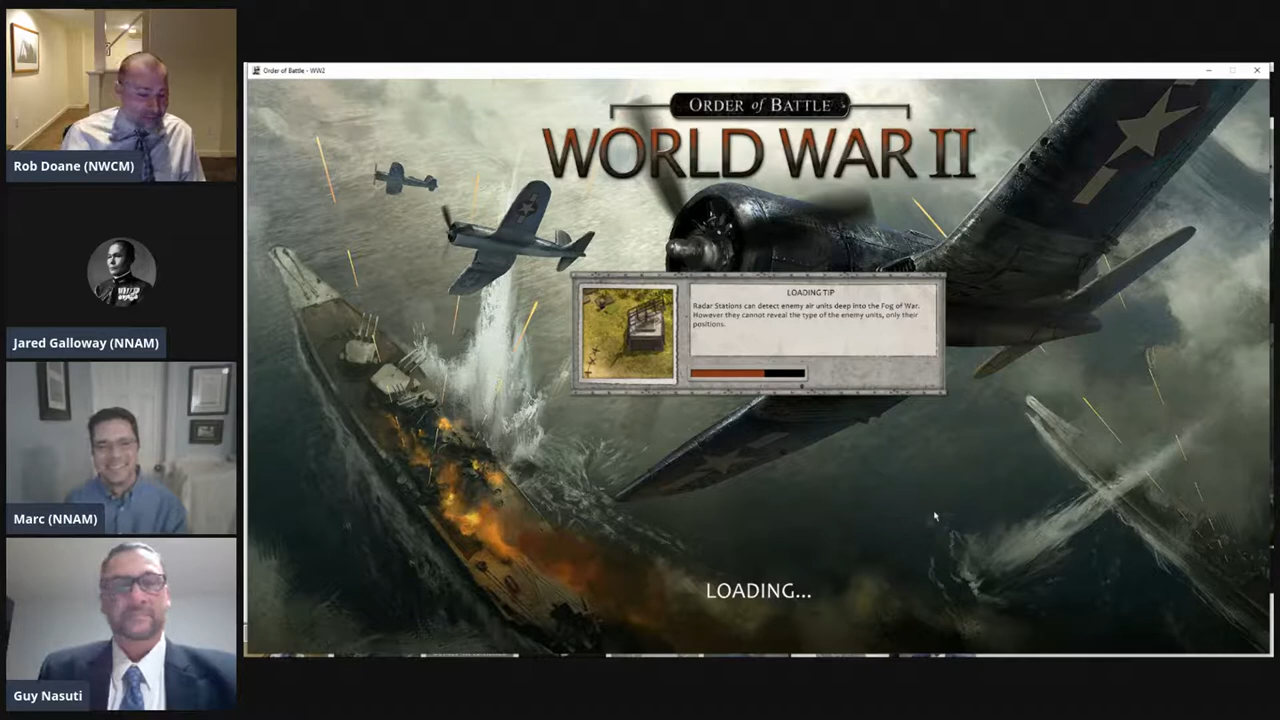 Rob Doane (NWCM)
Jared Galloway (NNAM)
Marc (NNAM)
Guy Nasuti
Order of Battle - WW2
ORDER of BATTLE
WORLD WAR II
LOADING TIP
Radar Stations can detect enemy air units deep into the Fog of War.
However they cannot reveal the type of the enemy units, only their
positions.
LOADING...